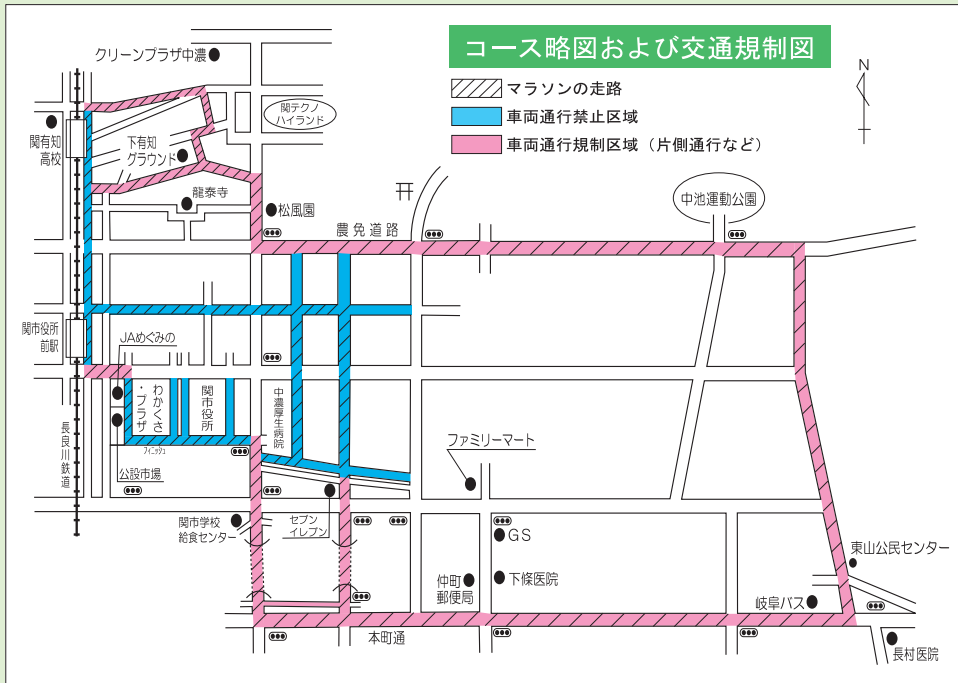 コース略図および交通規制図
マラソンの走路
車両通行禁止区域
車両通行規制区域（片側通行など）
N
クリーンプラザ中濃
関テクノ
ハイランド
関有知
高校
下有知
グラウンド
龍泰寺
松風園
農免道路
中池運動公園
関市役所
前駅
JAめぐみの
わかくさ
・プラザ
関市役所
中濃厚生病院
フィニッシュ
長良川鉄道
公設市場
ファミリーマート
関市学校
給食センター
セブン
イレブン
GS
仲町
郵便局
下條医院
東山公民センター
岐阜バス
本町通
長村医院